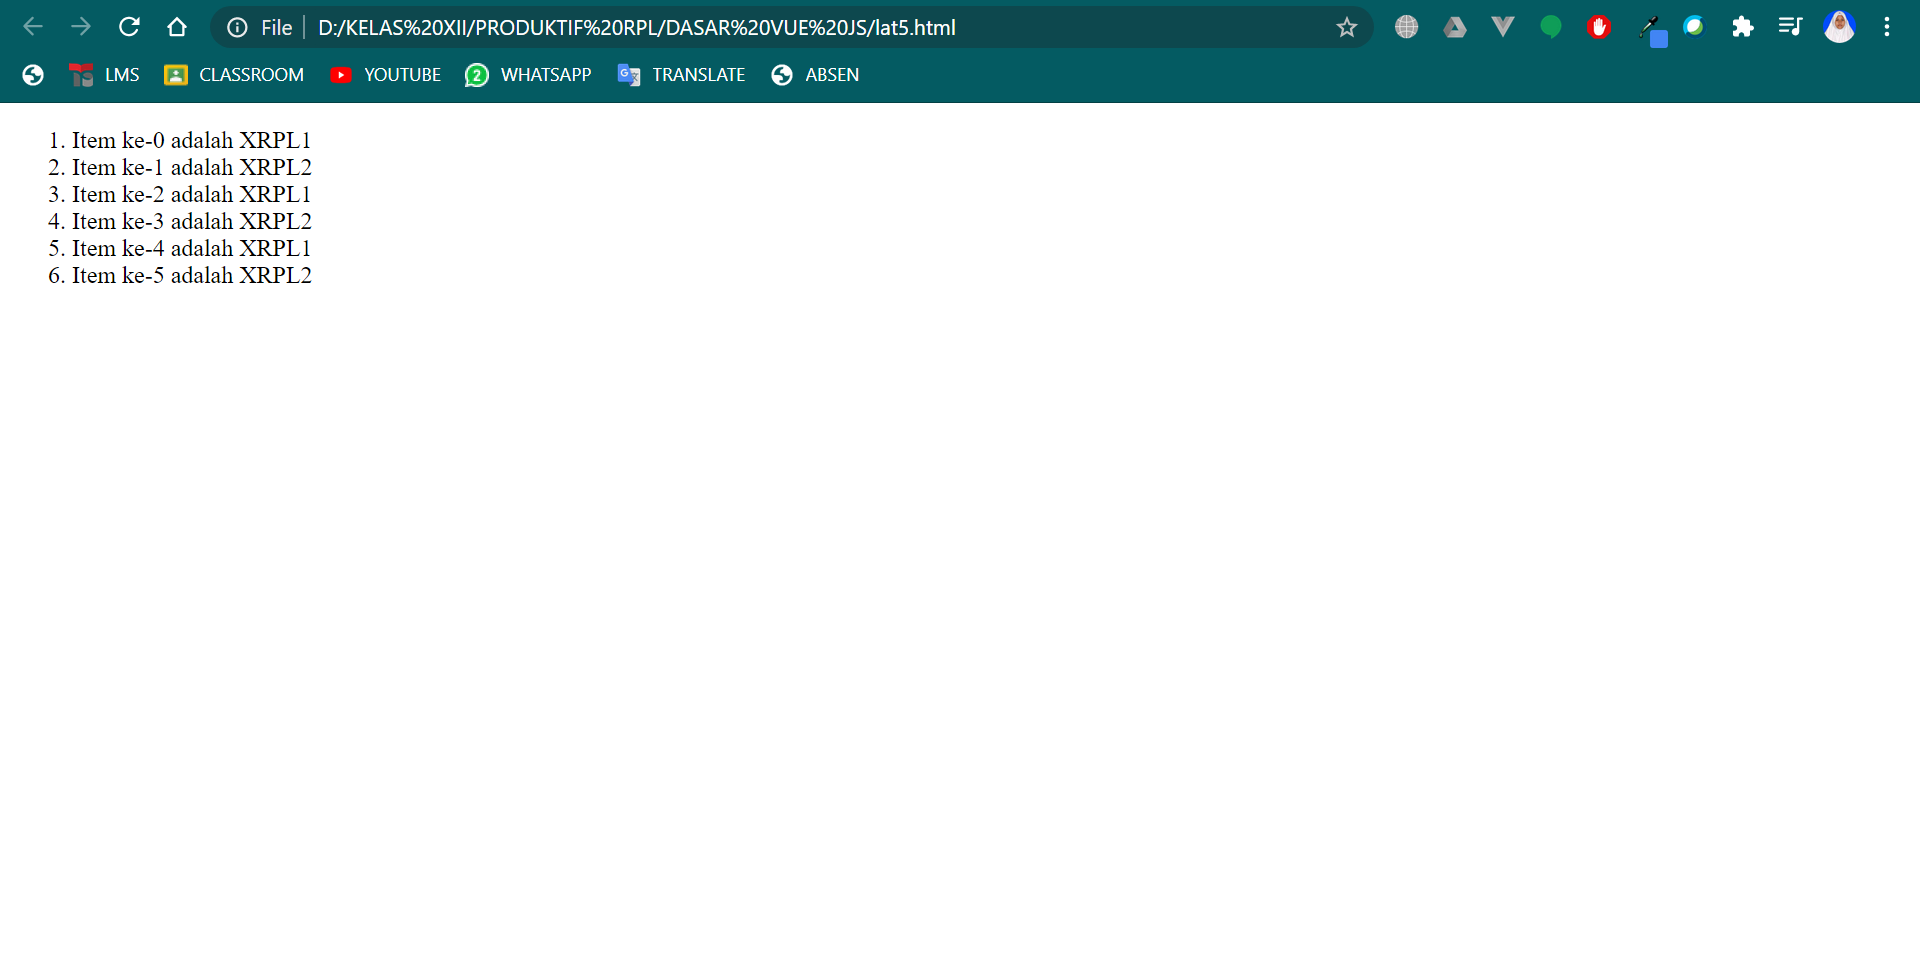 File D:/KELAS%20XII/PRODUKTIF%20RPL/DASAR%20VUE%20JS/lat5.html
LMS CLASSROOM YOUTUBE 2 WHATSAPP G TRANSLATE ABSEN
1. Item ke-0 adalah XRPL1
2. Item ke-1 adalah XRPL2
3. Item ke-2 adalah XRPL1
4. Item ke-3 adalah XRPL2
5. Item ke-4 adalah XRPL1
6. Item ke-5 adalah XRPL2